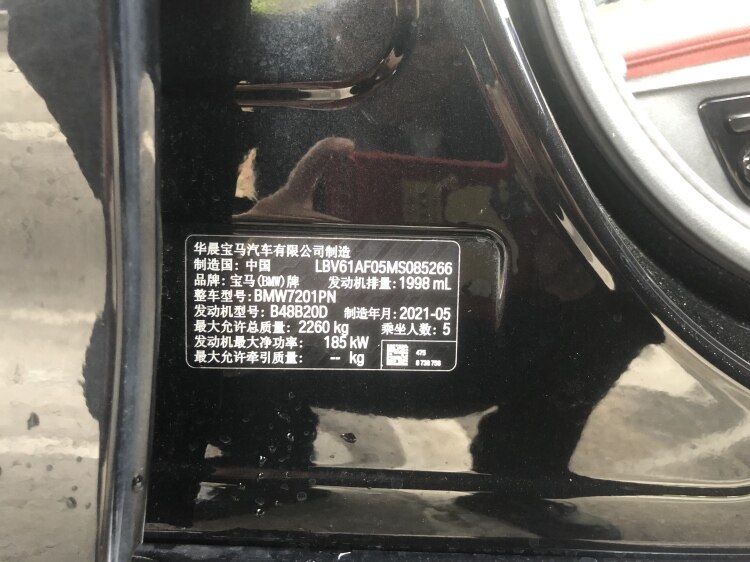 华晨宝马汽车有限公司制造
制造国: 中国 LBV61AF05MS085266
品牌: 宝马(BMW)牌 发动机排量: 1998 mL
整车型号: BMW7201PN
发动机型号: B48B20D 制造年月: 2021-05
最大允许总质量: 2260 kg 乘坐人数: 5
发动机最大净功率: 185 kW
最大允许牵引质量: -- kg
475